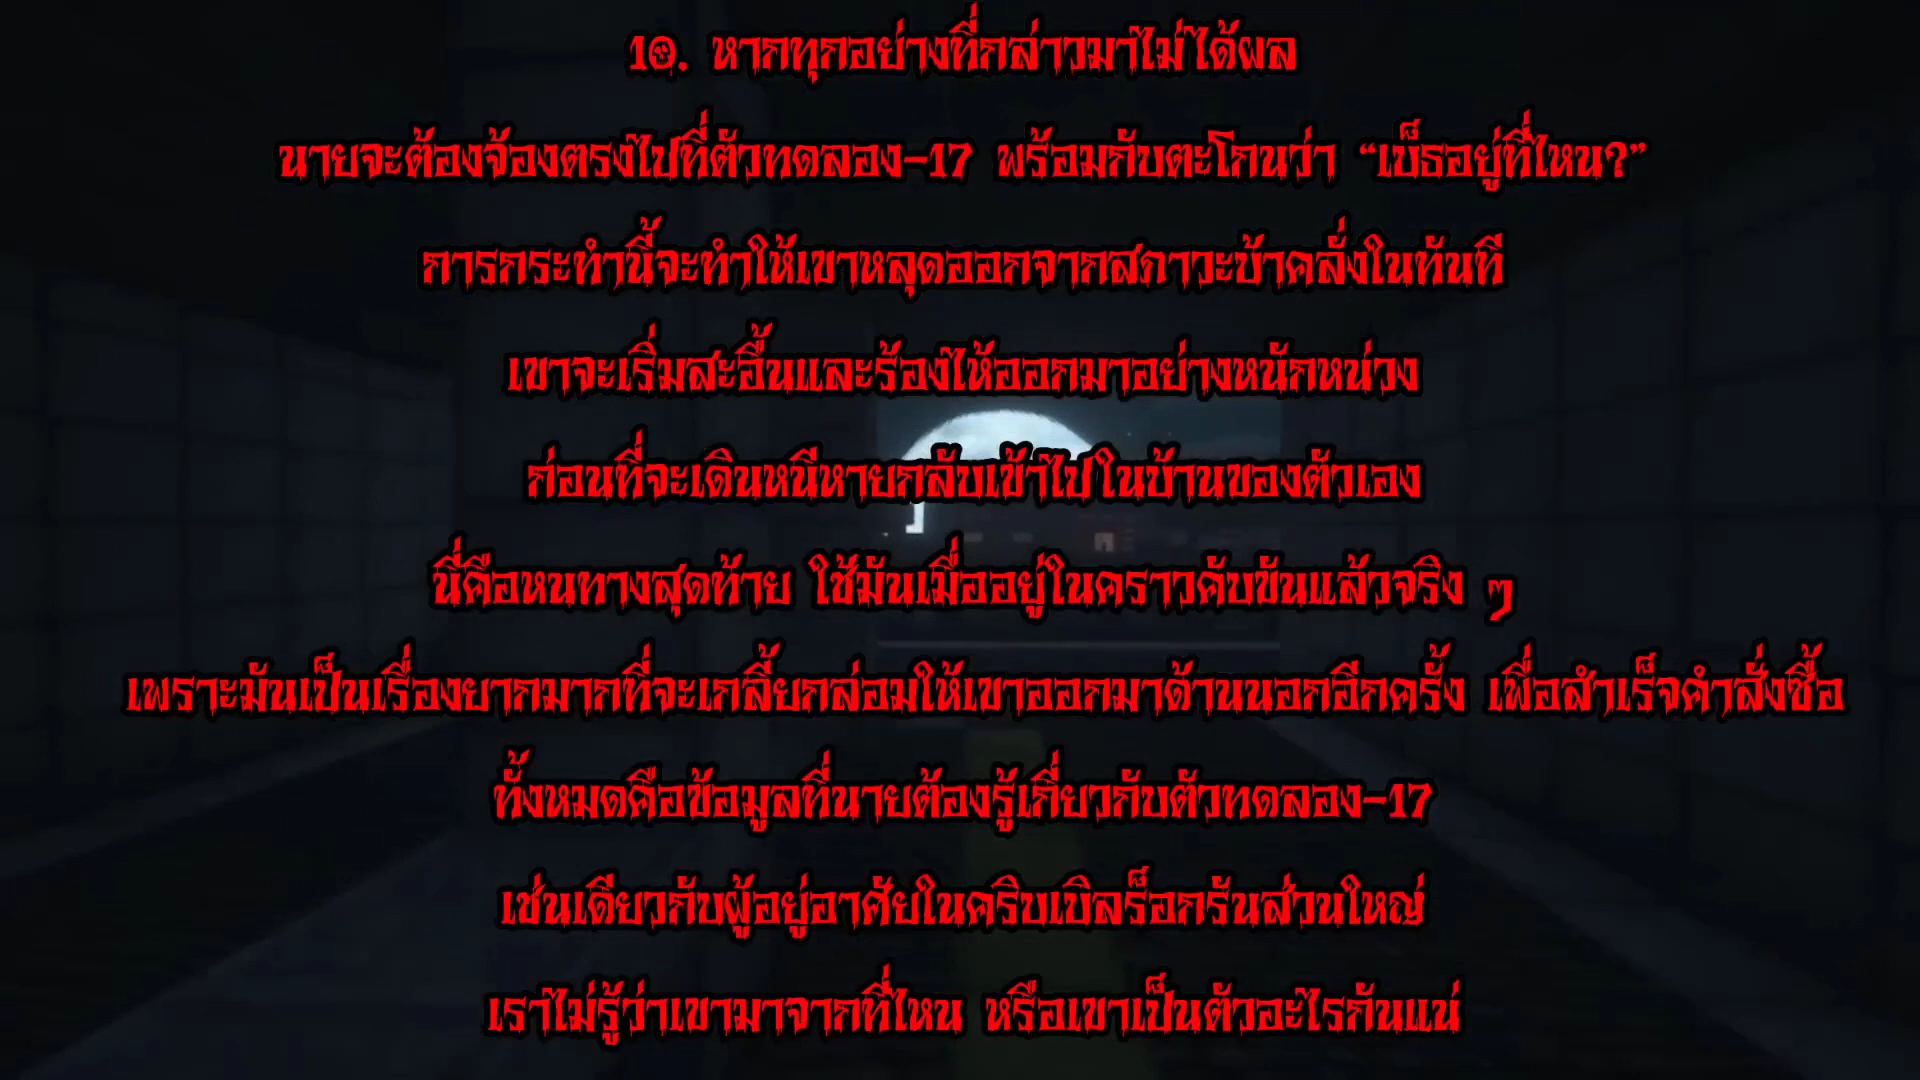 10. หากทุกอย่างที่กล่าวมาไม่ได้ผล
นายจะต้องจ้องตรงไปที่ตัวทดลอง-17 พร้อมกับตะโกนว่า “เบ็ธอยู่ที่ไหน?”
การกระทำนี้จะทำให้เขาหลุดออกจากสภาวะบ้าคลั่งในทันที
เขาจะเริ่มสะอื้นและร้องไห้ออกมาอย่างหนักหน่วง
ก่อนที่จะเดินหนีหายกลับเข้าไปในบ้านของตัวเอง
นี่คือหนทางสุดท้าย ใช้มันเมื่ออยู่ในคราวคับขันแล้วจริง ๆ
เพราะมันเป็นเรื่องยากมากที่จะเกลี้ยกล่อมให้เขาออกมาด้านนอกอีกครั้ง เพื่อสำเร็จคำสั่งซื้อ
ทั้งหมดคือข้อมูลที่นายต้องรู้เกี่ยวกับตัวทดลอง-17
เช่นเดียวกับผู้อยู่อาศัยในคริบเบิลร็อกรันส่วนใหญ่
เราไม่รู้ว่าเขามาจากที่ไหน หรือเขาเป็นตัวอะไรกันแน่